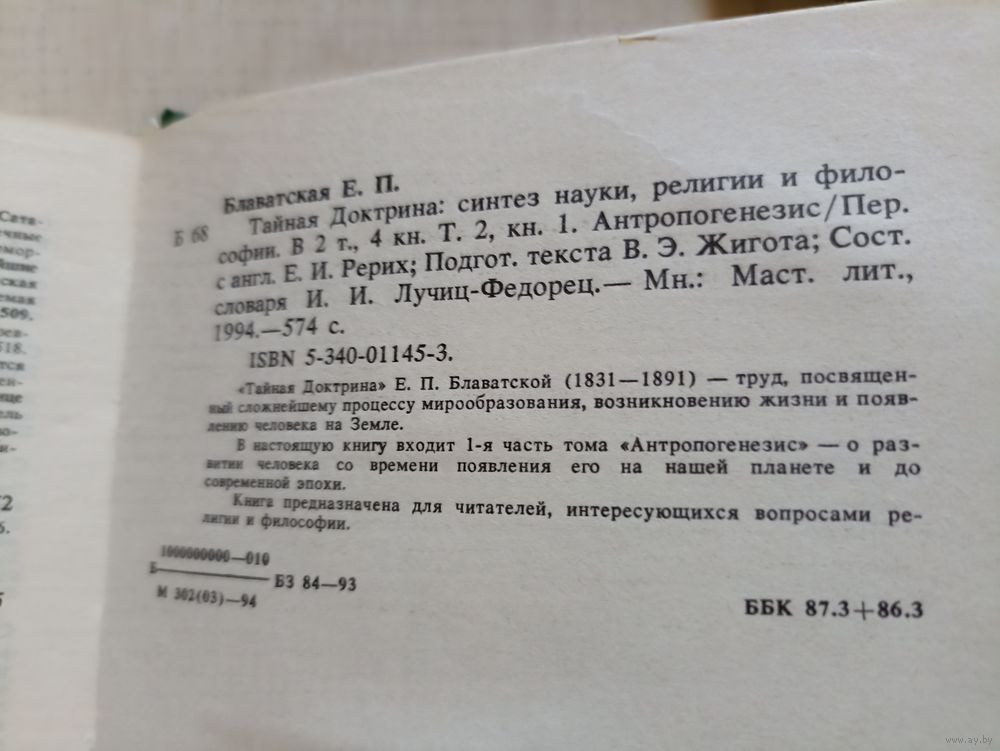 Блаватская Е. П.
Б 68
Тайная Доктрина: синтез науки, религии и фило-
софии. В 2 т., 4 кн. Т. 2, кн. 1. Антропогенезис/Пер.
с англ. Е. И. Рерих; Подгот. текста В. Э. Жигота; Сост.
словаря И. И. Лучиц-Федорец.— Мн.: Маст. лит.,
1994.—574 с.
ISBN 5-340-01145-3.
«Тайная Доктрина» Е. П. Блаватской (1831—1891) — труд, посвящен-
ный сложнейшему процессу мирообразования, возникновению жизни и появ-
лению человека на Земле.
В настоящую книгу входит 1-я часть тома «Антропогенезис» — о раз-
витии человека со времени появления его на нашей планете и до
современной эпохи.
Книга предназначена для читателей, интересующихся вопросами ре-
лигии и философии.
1000000000—010
Б
БЗ 84—93
М 302(03)—94
ББК 87.3+86.3
509.
518.
www.ay.by